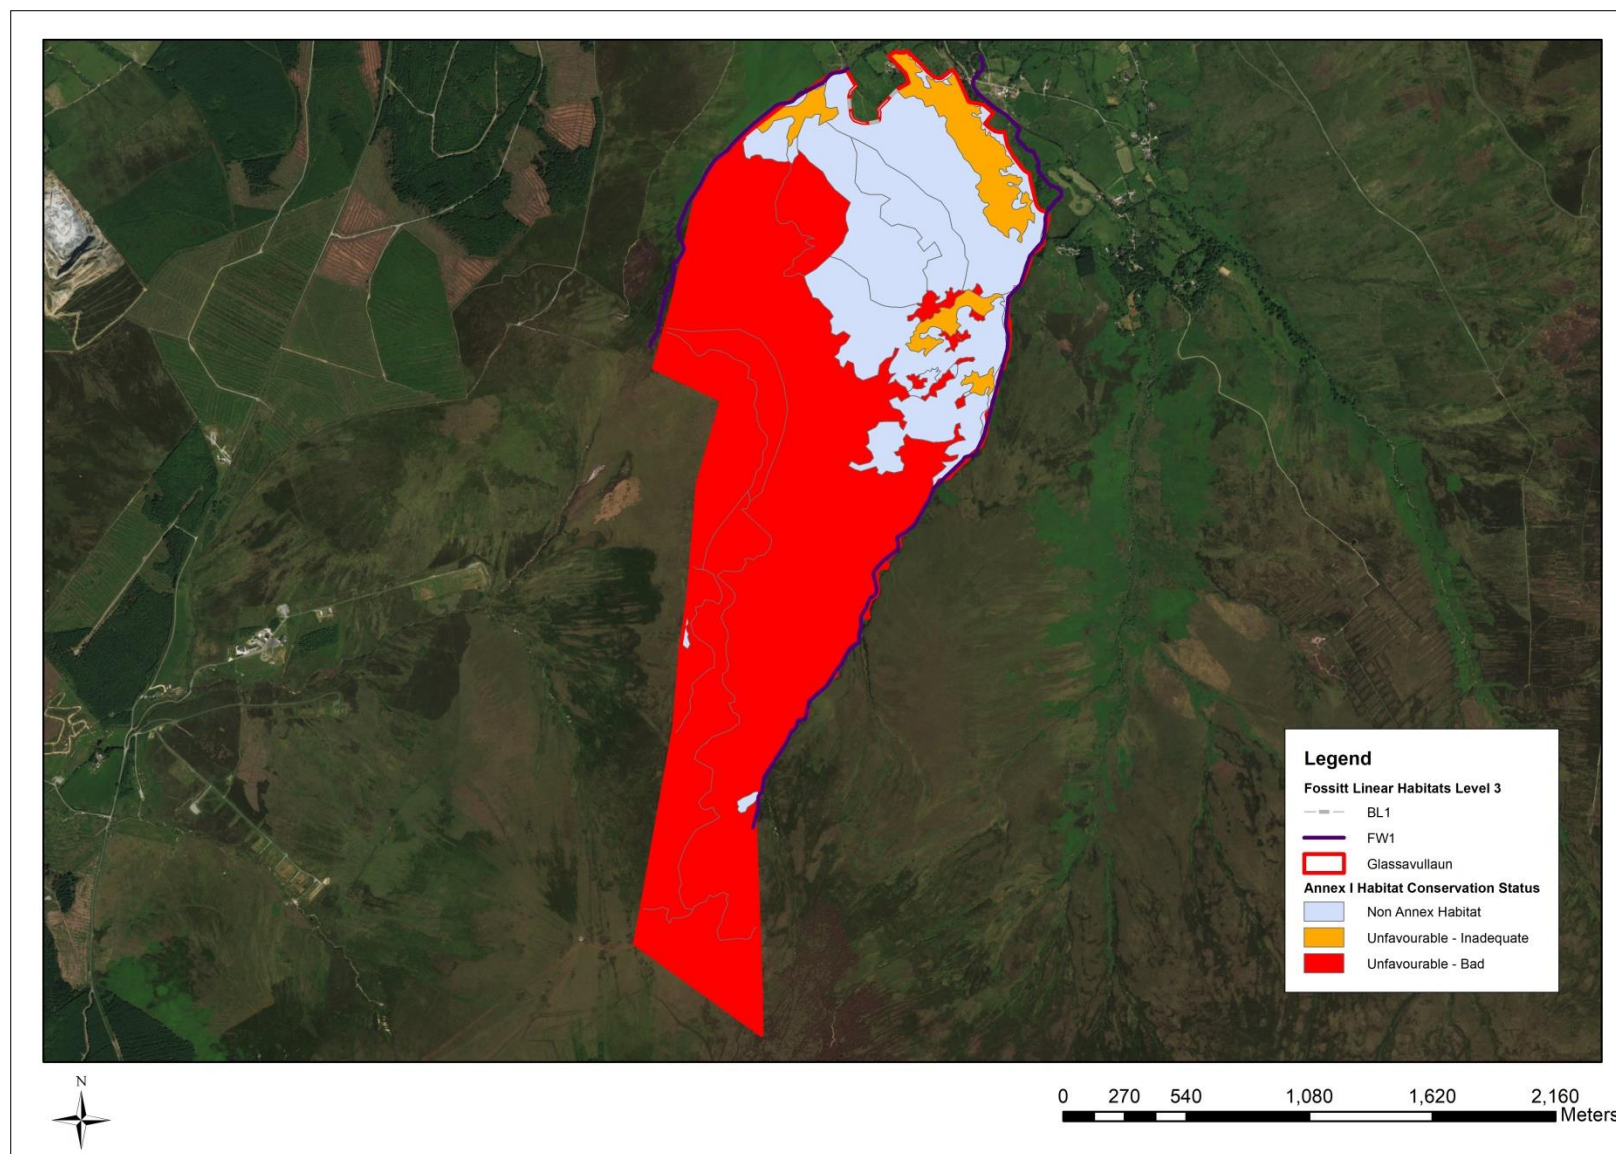 Legend
Fossitt Linear Habitats Level 3
BL1
FW1
Glassavullaun
Annex I Habitat Conservation Status
Non Annex Habitat
Unfavourable - Inadequate
Unfavourable - Bad
N
0 270 540 1,080 1,620 2,160
Meters